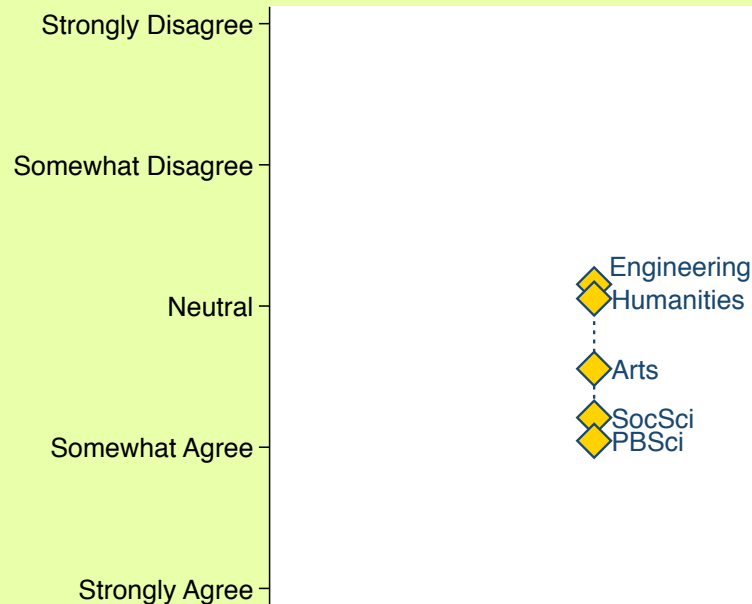 Strongly Disagree
Somewhat Disagree
Engineering
Neutral
Humanities
Arts
SocSci
PBSci
Somewhat Agree
Strongly Agree